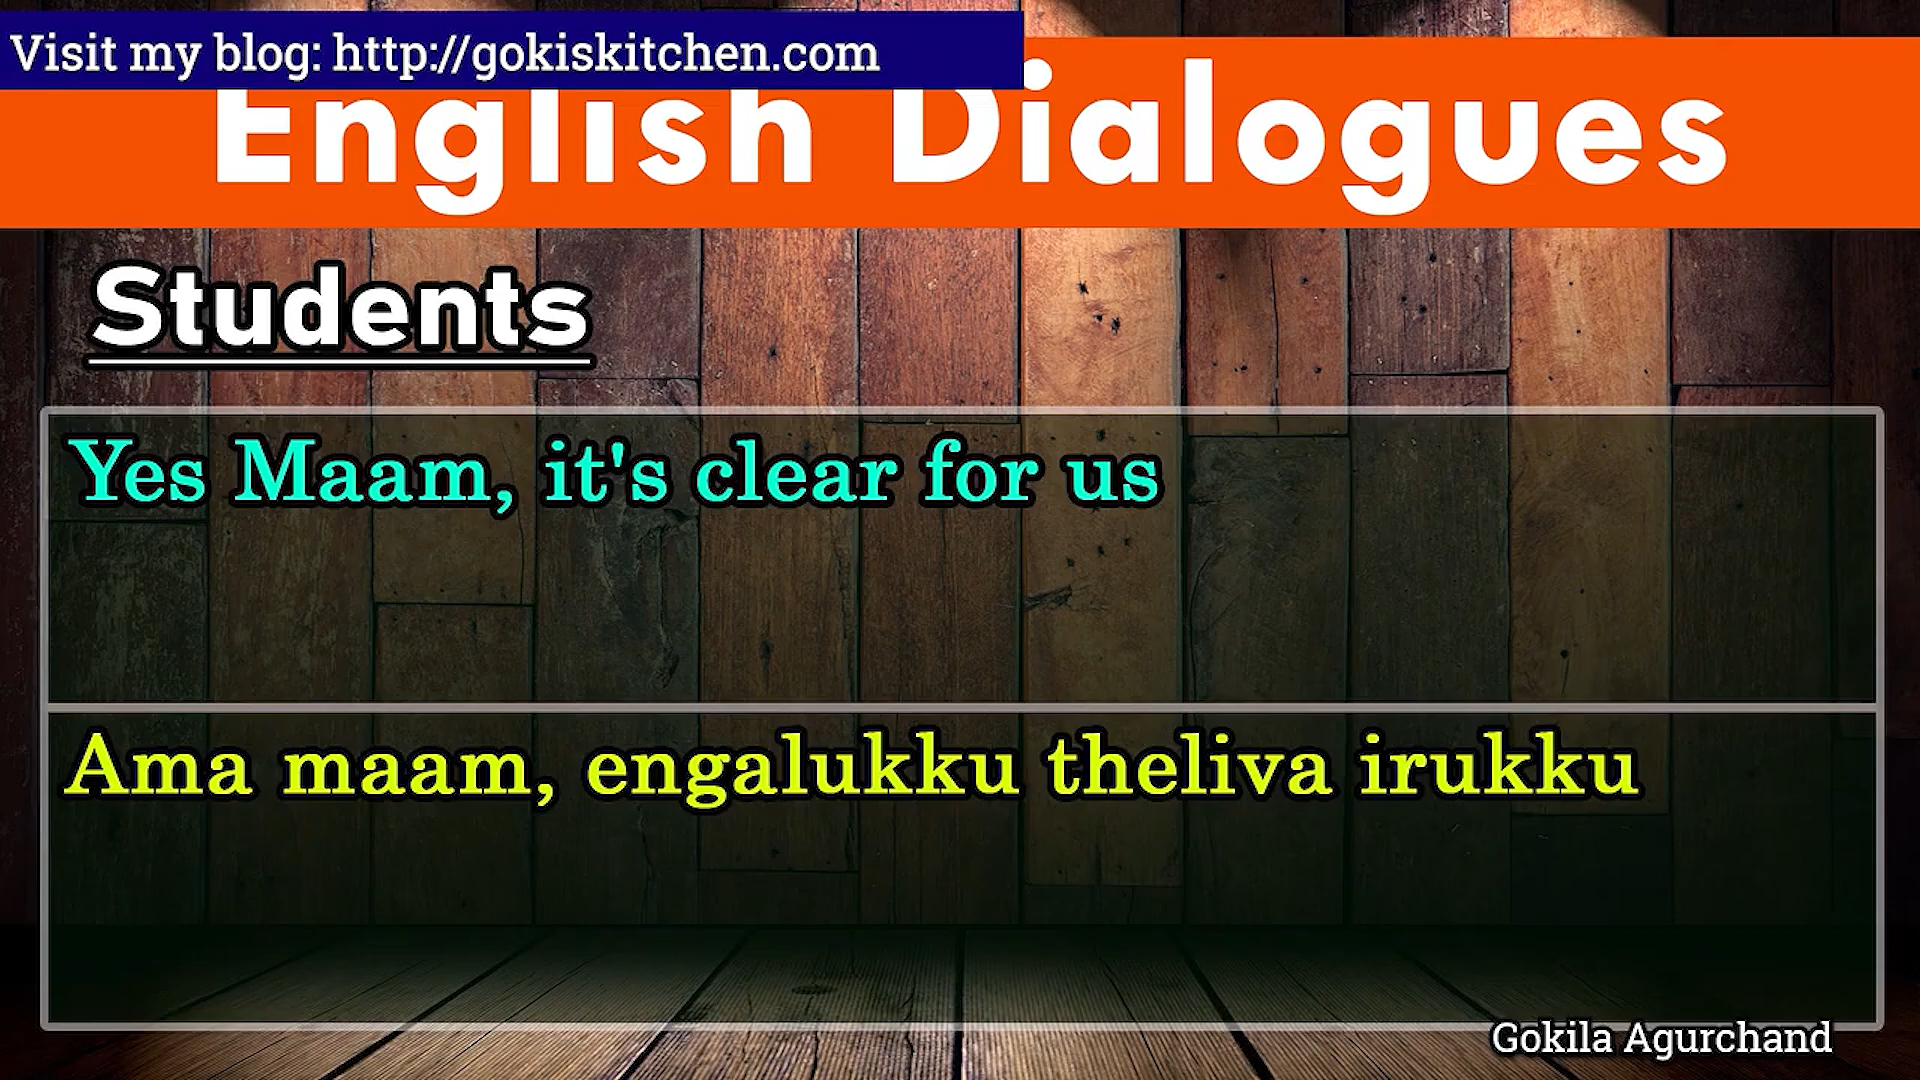 Visit my blog: http://gokiskitchen.com
English Dialogues
Students
Yes Maam, it's clear for us
Ama maam, engalukku theliva irukku
Gokila Agurchand